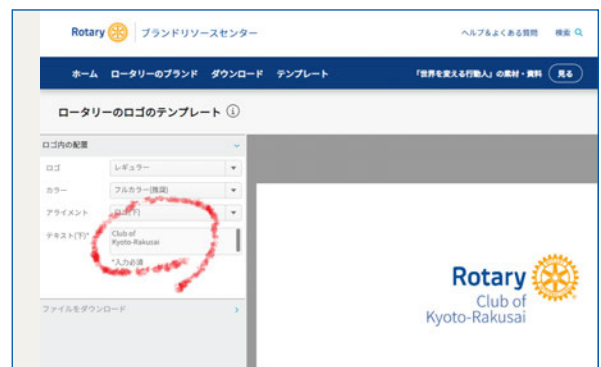 Rotary ブランドリソースセンター
ヘルプ&よくある質問 検索
ホーム ロータリーのブランド ダウンロード テンプレート
「世界を変える行動人」の素材・資料 見る
ロータリーのロゴのテンプレート i
ロゴ内の配置
ロゴ レギュラー
カラー フルカラー(推奨)
アライメント ロゴ(下)
テキスト(下)* Club of
Kyoto-Rakusai
*入力必須
ファイルをダウンロード
Rotary
Club of
Kyoto-Rakusai